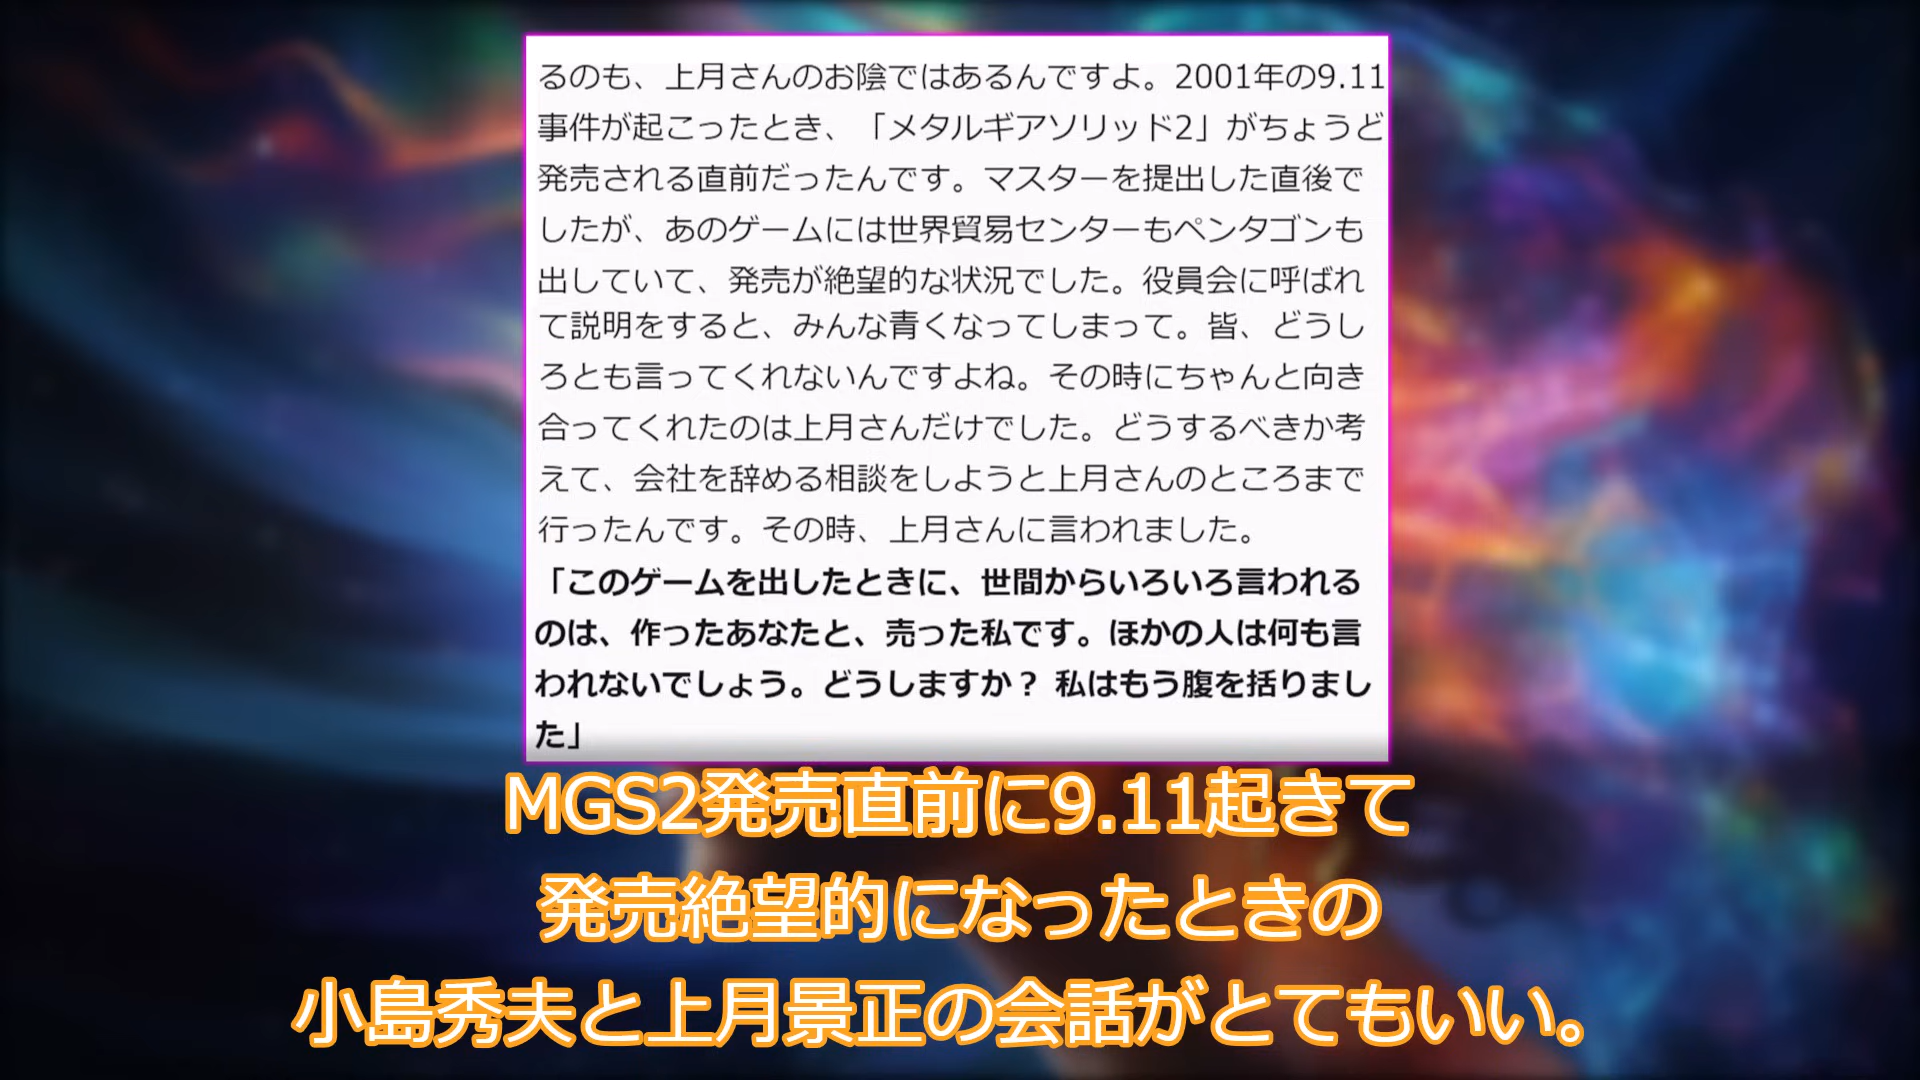 るのも、上月さんのお陰ではあるんですよ。2001年の9.11
事件が起こったとき、「メタルギアソリッド2」がちょうど
発売される直前だったんです。マスターを提出した直後で
したが、あのゲームには世界貿易センターもペンタゴンも
出していて、発売が絶望的な状況でした。役員会に呼ばれ
て説明をすると、みんな青くなってしまって。皆、どうし
ろとも言ってくれないんですよね。その時にちゃんと向き
合ってくれたのは上月さんだけでした。どうするべきか考
えて、会社を辞める相談をしようと上月さんのところまで
行ったんです。その時、上月さんに言われました。
「このゲームを出したときに、世間からいろいろ言われる
のは、作ったあなたと、売った私です。ほかの人は何も言
われないでしょう。どうしますか? 私はもう腹を括りまし
た」
MGS2発売直前に9.11起きて
発売絶望的になったときの
小島秀夫と上月景正の会話がとてもいい。